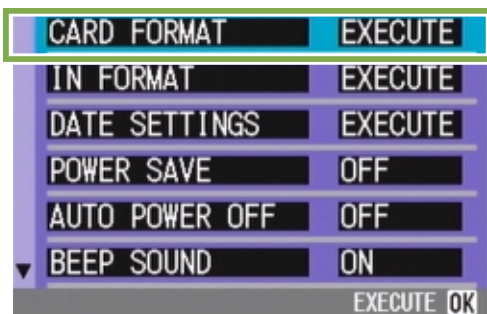 CARD FORMAT EXECUTE
IN FORMAT EXECUTE
DATE SETTINGS EXECUTE
POWER SAVE OFF
AUTO POWER OFF OFF
BEEP SOUND ON
EXECUTE OK